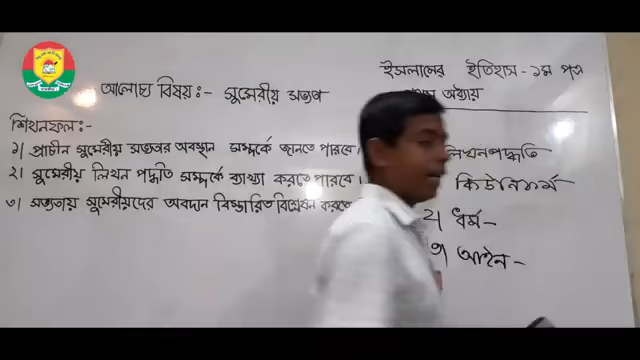 ইসলামের ইতিহাস - ১ম পত্র
অধ্যায়
আলোচ্য বিষয়ঃ- সুমেরীয় সভ্যতা
শিখনফলঃ-
১) প্রাচীন সুমেরীয় সভ্যতার অবস্থান সম্পর্কে জানতে পারবে।
২) সুমেরীয় লিখন পদ্ধতি সম্পর্কে ব্যাখ্যা করতে পারবে।
৩) সভ্যতায় সুমেরীয়দের অবদান বিস্তারিত বিশ্লেষণ করতে
লিখনপদ্ধতি
কিউনিফর্ম
২) ধর্ম -
৩) আইন -